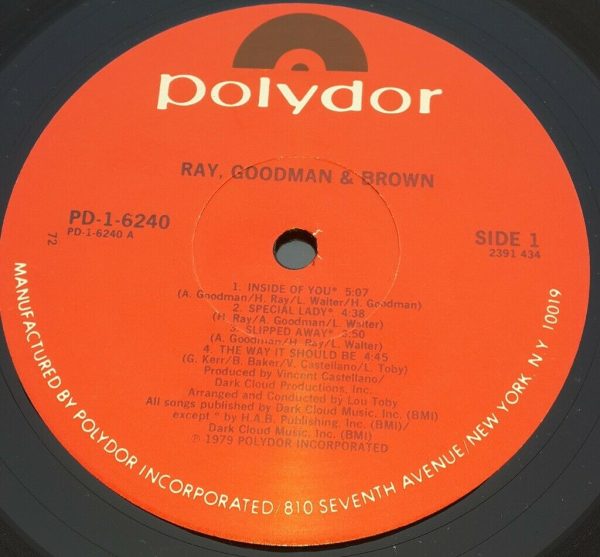 polydor
RAY, GOODMAN & BROWN
PD-1-6240
PD-1-6240 A
72
SIDE 1
2391 434
1. INSIDE OF YOU* 5:07
(A. Goodman/H. Ray/L. Walter/H. Goodman)
2. SPECIAL LADY* 4:38
(H. Ray/A. Goodman/L. Walter)
3. SLIPPED AWAY* :50
(A. Goodman/H. Ray/L. Walter)
4. THE WAY IT SHOULD BE 4:45
(G. Kerr/B. Baker/V. Castellano/L. Toby)
Produced by Vincent Castellano/
Dark Cloud Productions, Inc.
Arranged and Conducted by Lou Toby
All songs published by Dark Cloud Music, Inc. (BMI)
except * by H.A.B. Publishing, Inc. (BMI)/
Dark Cloud Music, Inc. (BMI)
℗ 1979 POLYDOR INCORPORATED
MANUFACTURED BY POLYDOR INCORPORATED/810 SEVENTH AVENUE/NEW YORK, N.Y. 10019